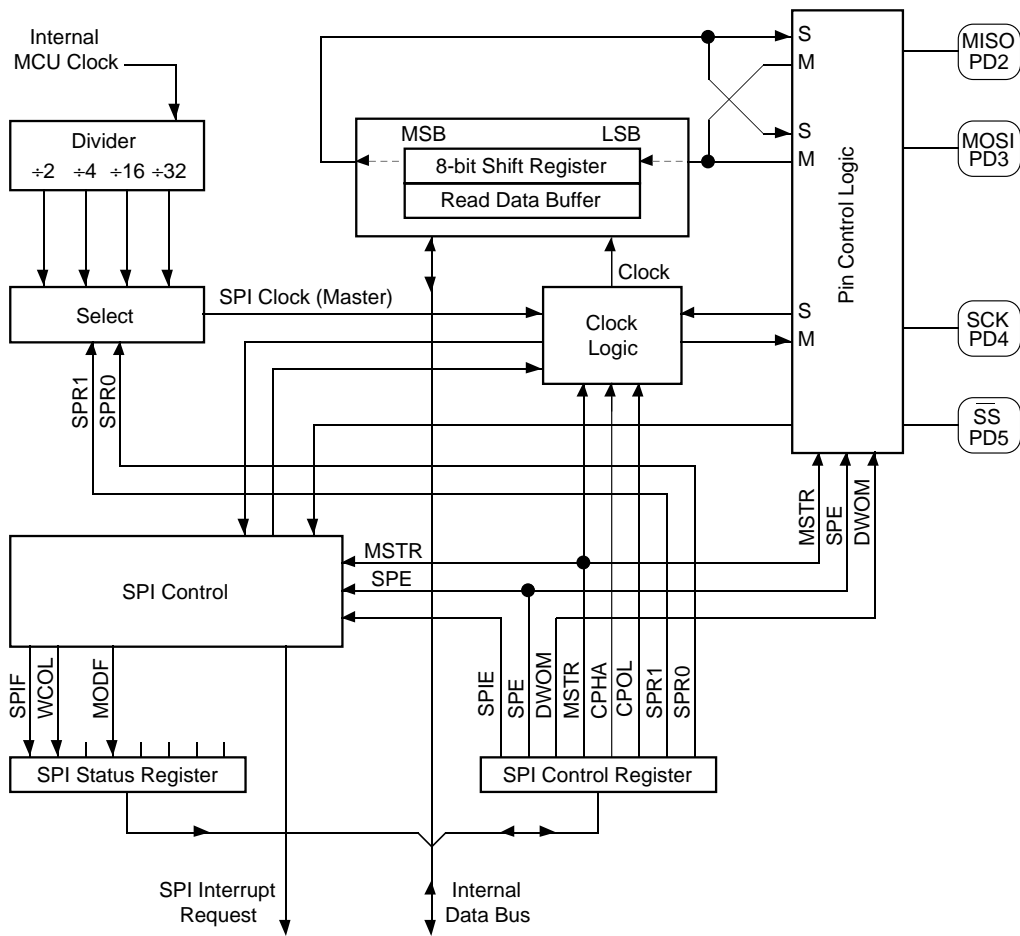 Internal
MCU Clock
Divider
÷2 ÷4 ÷16 ÷32
Select
SPR1
SPR0
SPI Clock (Master)
MSB LSB
8-bit Shift Register
Read Data Buffer
Clock
Clock
Logic
S
M
S
M
S
M
Pin Control Logic
MISO
PD2
MOSI
PD3
SCK
PD4
S̅S̅
PD5
MSTR
SPE
DWOM
MSTR
SPE
SPI Control
SPIF
WCOL
MODF
SPI Status Register
SPIE
SPE
DWOM
MSTR
CPHA
CPOL
SPR1
SPR0
SPI Control Register
SPI Interrupt
Request
Internal
Data Bus